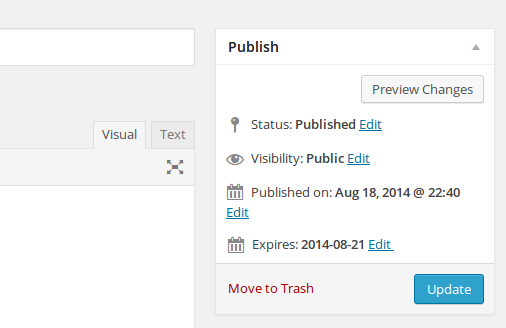 Publish
Preview Changes
Status: Published Edit
Visual Text
Visibility: Public Edit
Published on: Aug 18, 2014 @ 22:40
Edit
Expires: 2014-08-21 Edit
Move to Trash Update